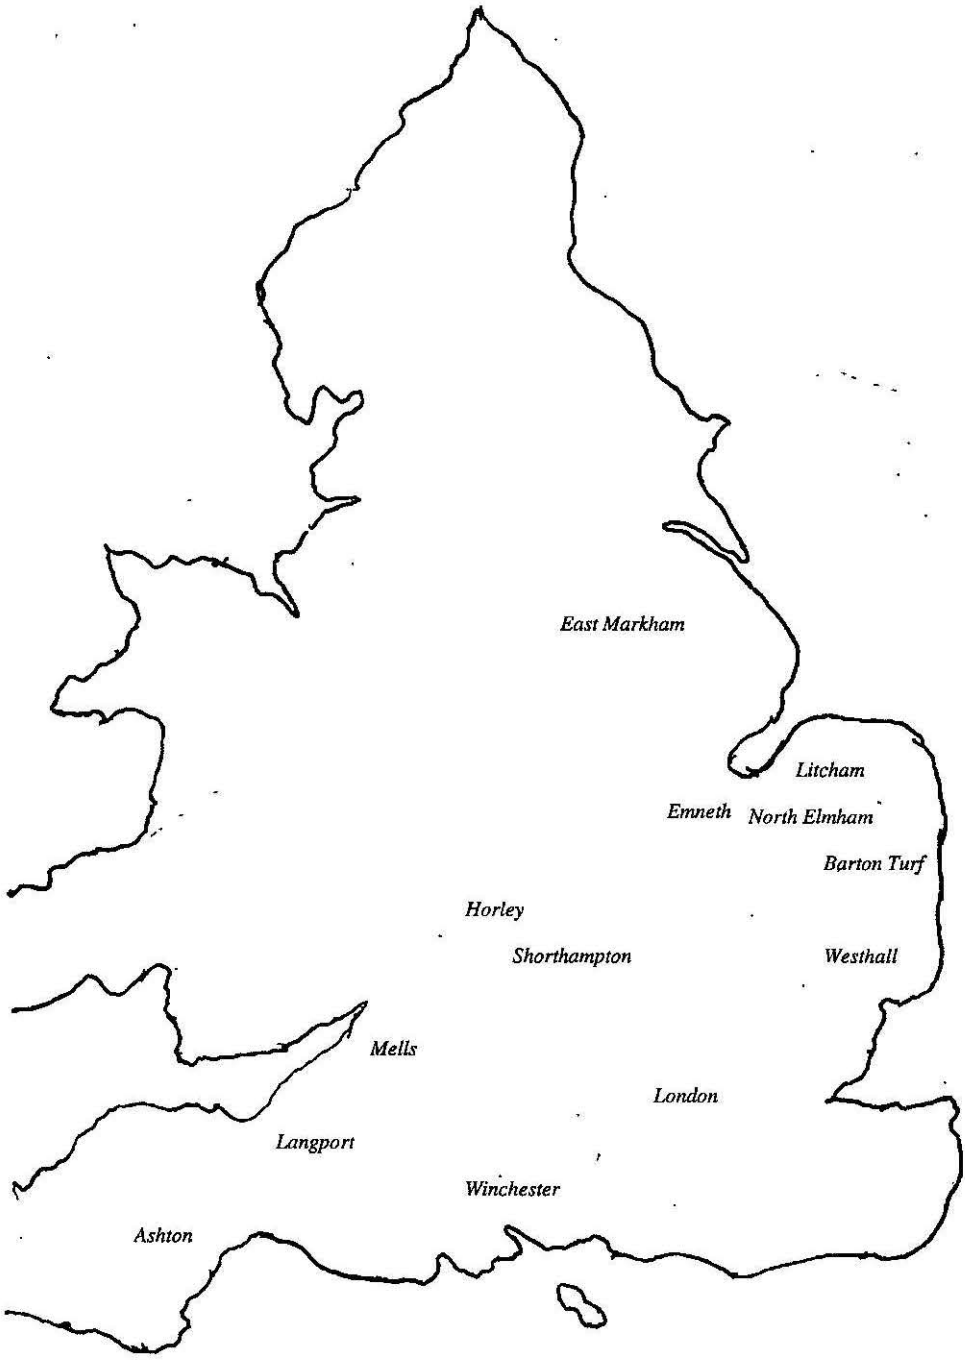 East Markham
Litcham
Emneth
North Elmham
Barton Turf
Horley
Shorthampton
Westhall
Mells
London
Langport
Winchester
Ashton